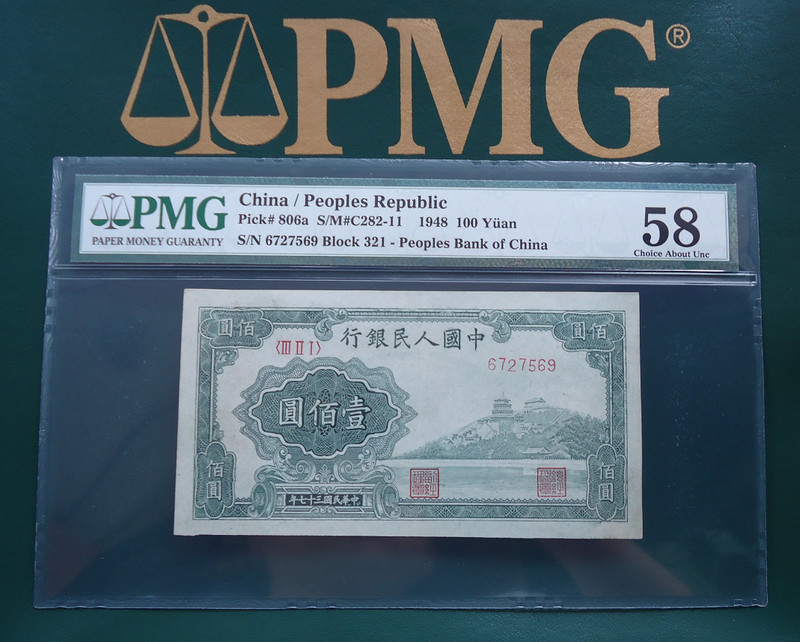 PMG®
PMG
PAPER MONEY GUARANTY
China / Peoples Republic
Pick# 806a S/M#C282-11 1948 100 Yüan
S/N 6727569 Block 321 - Peoples Bank of China
58
Choice About Unc
圓佰
圓佰
行銀民人國中
〈III II I〉
6727569
圓佰壹
佰圓
佰圓
年七十三國民華中